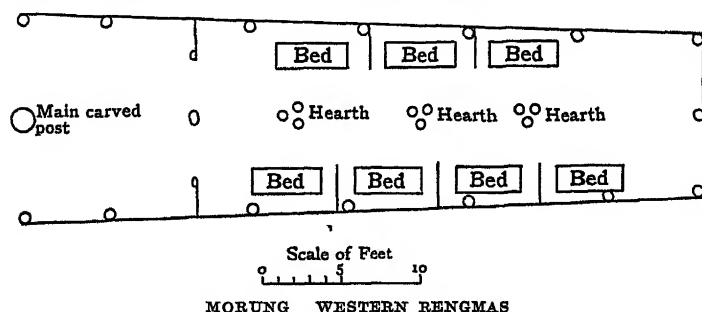 Bed Bed Bed
Main carved
post
Hearth Hearth Hearth
Bed Bed Bed Bed
Scale of Feet
0 5 10
MORUNG WESTERN RENGMAS